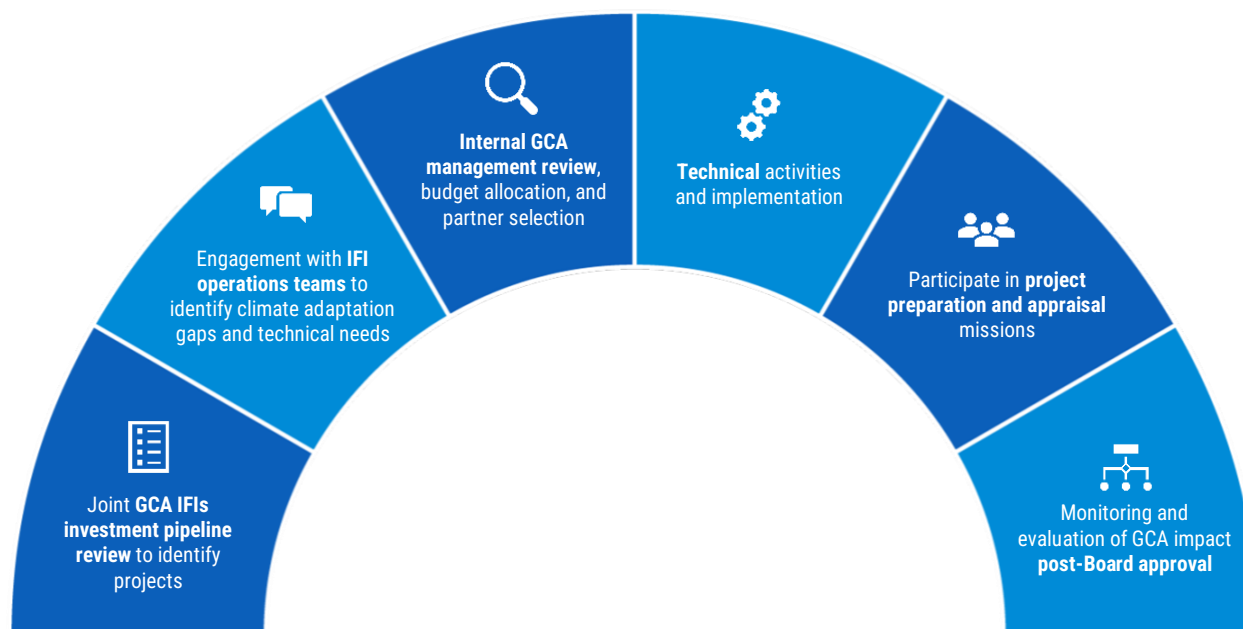 Joint GCA IFIs
investment pipeline
review to identify
projects
Engagement with IFI
operations teams to
identify climate adaptation
gaps and technical needs
Internal GCA
management review,
budget allocation, and
partner selection
Technical activities
and implementation
Participate in project
preparation and appraisal
missions
Monitoring and
evaluation of GCA impact
post-Board approval